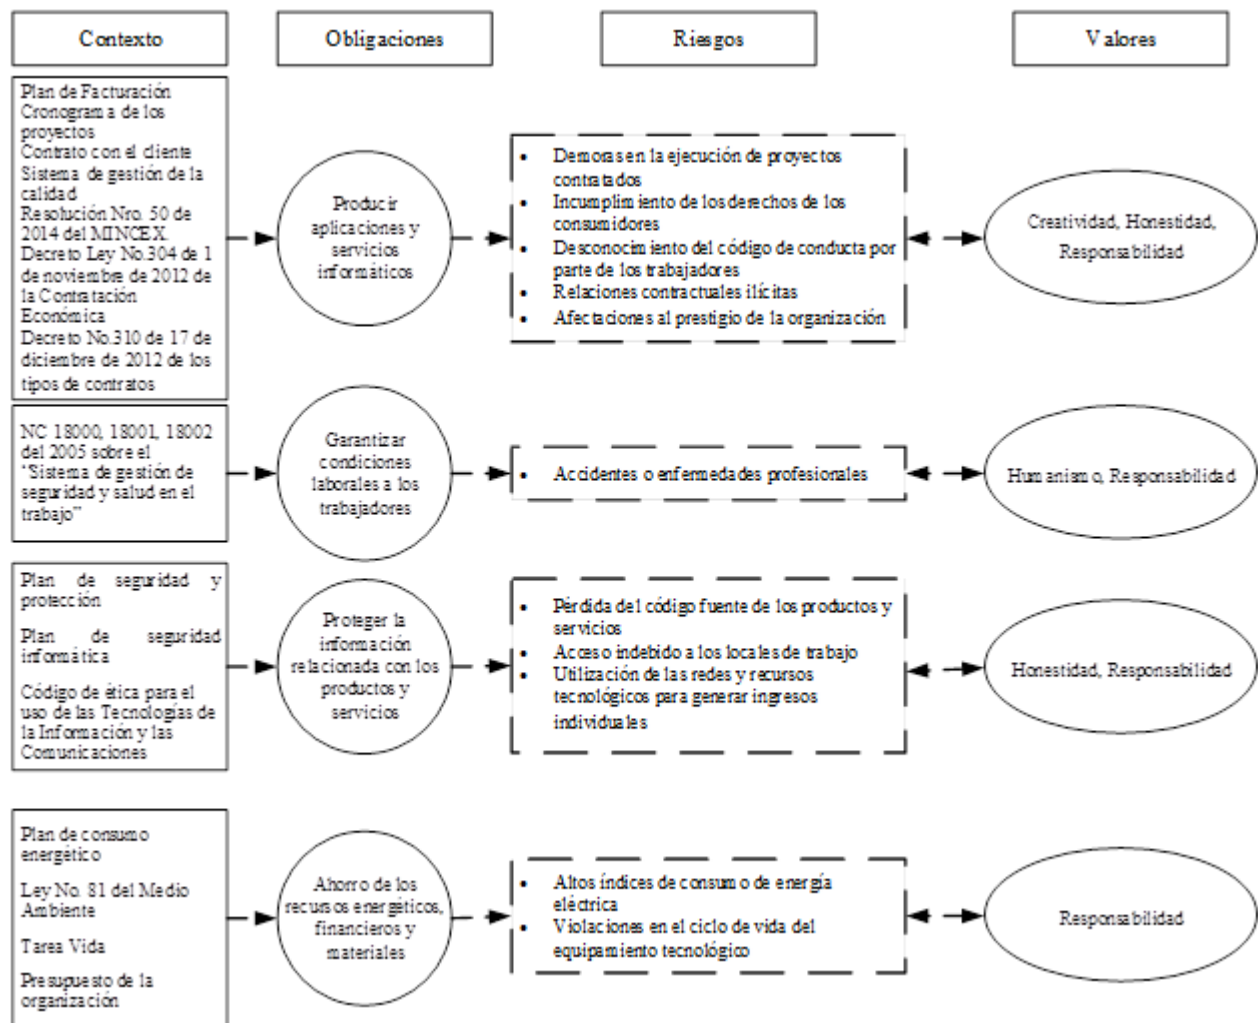 Contexto
Obligaciones
Riesgos
Valores
Plan de Facturación
Cronograma de los
proyectos
Contrato con el cliente
Sistema de gestión de la
calidad
Resolución Nro. 50 de
2014 del MINCEX.
Decreto Ley No.304 de 1
de noviembre de 2012 de
la Contratación
Económica
Decreto No.310 de 17 de
diciembre de 2012 de los
tipos de contratos
Producir
aplicaciones y
servicios
informáticos
• Demoras en la ejecución de proyectos
contratados
• Incumplimiento de los derechos de los
consumidores
• Desconocimiento del código de conducta por
parte de los trabajadores
• Relaciones contractuales ilícitas
• Afectaciones al prestigio de la organización
Creatividad, Honestidad,
Responsabilidad
NC 18000, 18001, 18002
del 2005 sobre el
"Sistema de gestión de
seguridad y salud en el
trabajo"
Garantizar
condiciones
laborales a los
trabajadores
• Accidentes o enfermedades profesionales
Humanismo, Responsabilidad
Plan de seguridad y
protección
Plan de seguridad
informática
Código de ética para el
uso de las Tecnologías de
la Información y las
Comunicaciones
Proteger la
información
relacionada con los
productos y
servicios
• Pérdida del código fuente de los productos y
servicios
• Acceso indebido a los locales de trabajo
• Utilización de las redes y recursos
tecnológicos para generar ingresos
individuales
Honestidad, Responsabilidad
Plan de consumo
energético
Ley No. 81 del Medio
Ambiente
Tarea Vida
Presupuesto de la
organización
Ahorro de los
recursos energéticos,
financieros y
materiales
• Altos índices de consumo de energía
eléctrica
• Violaciones en el ciclo de vida del
equipamiento tecnológico
Responsabilidad